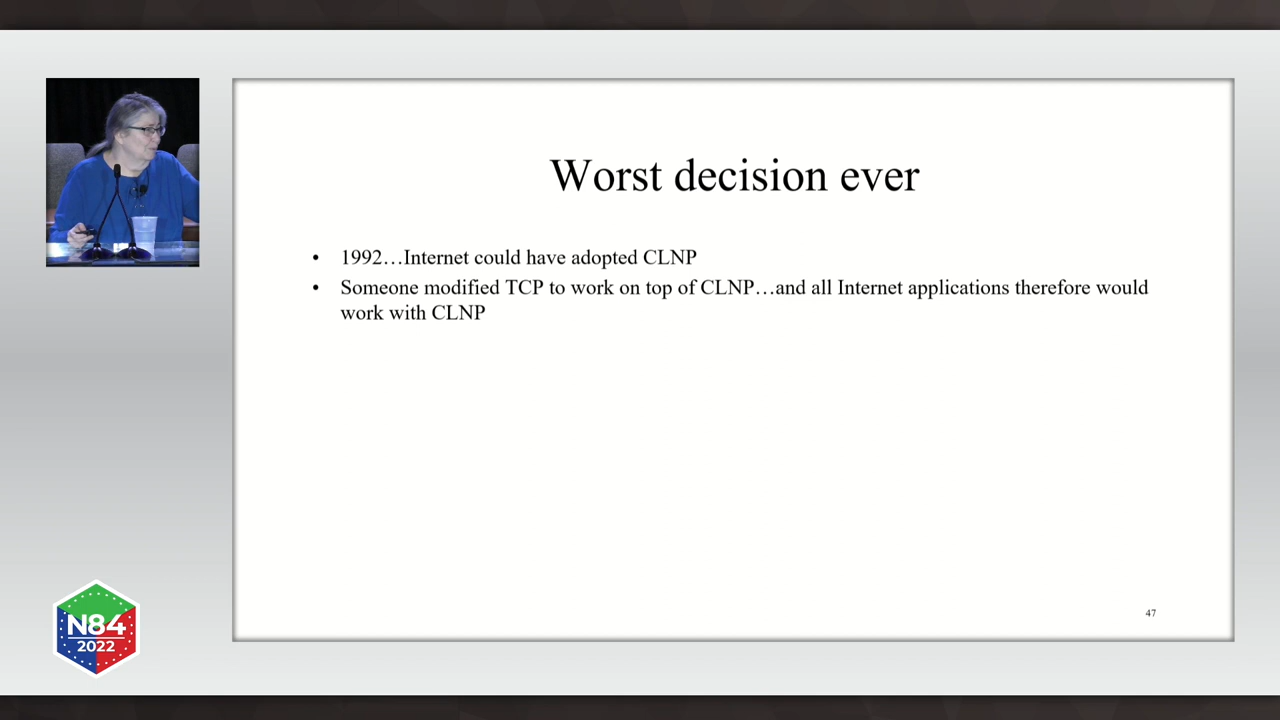 Worst decision ever
• 1992…Internet could have adopted CLNP
• Someone modified TCP to work on top of CLNP…and all Internet applications therefore would
work with CLNP
47
N84
2022